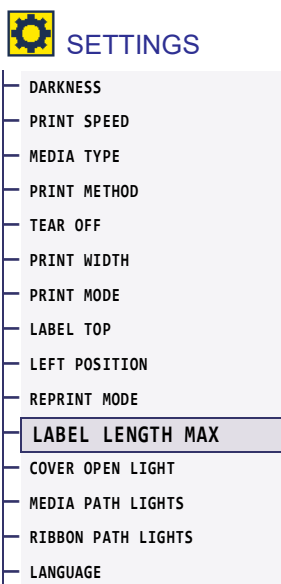 SETTINGS
DARKNESS
PRINT SPEED
MEDIA TYPE
PRINT METHOD
TEAR OFF
PRINT WIDTH
PRINT MODE
LABEL TOP
LEFT POSITION
REPRINT MODE
LABEL LENGTH MAX
COVER OPEN LIGHT
MEDIA PATH LIGHTS
RIBBON PATH LIGHTS
LANGUAGE